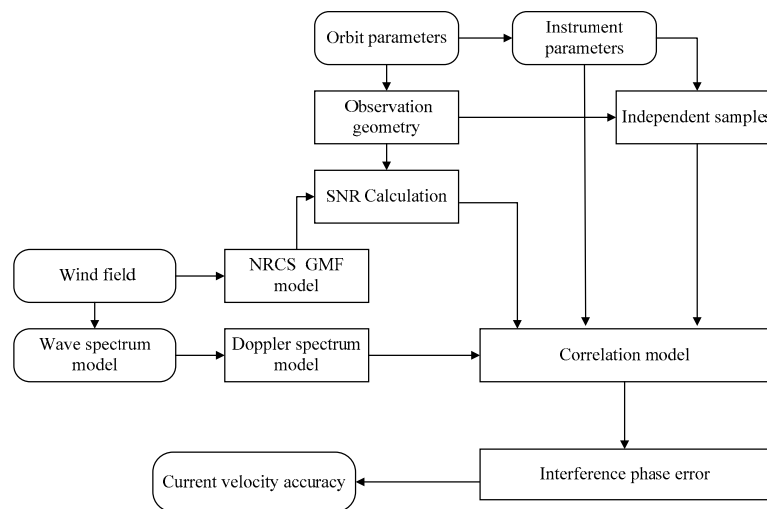 Orbit parameters
Instrument
parameters
Observation
geometry
Independent samples
SNR Calculation
Wind field
NRCS GMF
model
Wave spectrum
model
Doppler spectrum
model
Correlation model
Interference phase error
Current velocity accuracy